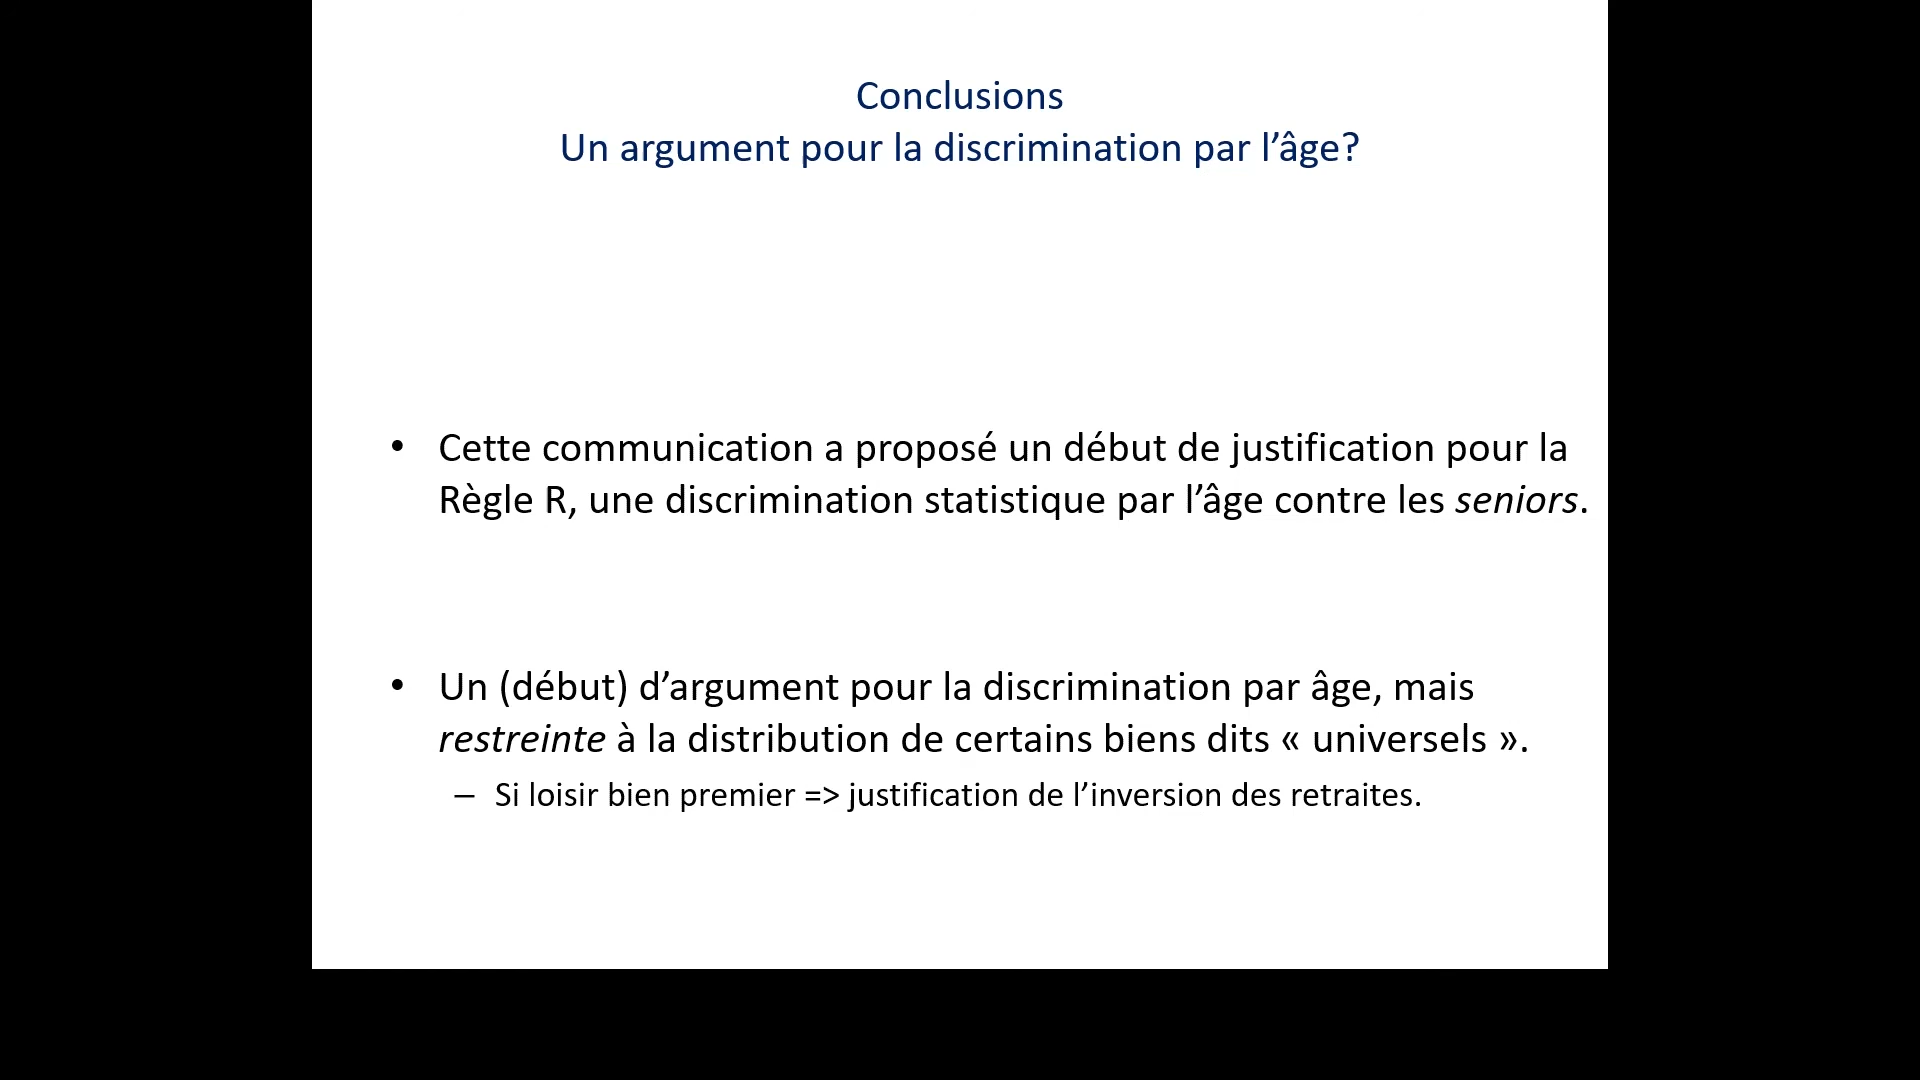 Conclusions
Un argument pour la discrimination par l’âge?
• Cette communication a proposé un début de justification pour la
Règle R, une discrimination statistique par l’âge contre les seniors.
• Un (début) d’argument pour la discrimination par âge, mais
restreinte à la distribution de certains biens dits « universels ».
– Si loisir bien premier => justification de l’inversion des retraites.